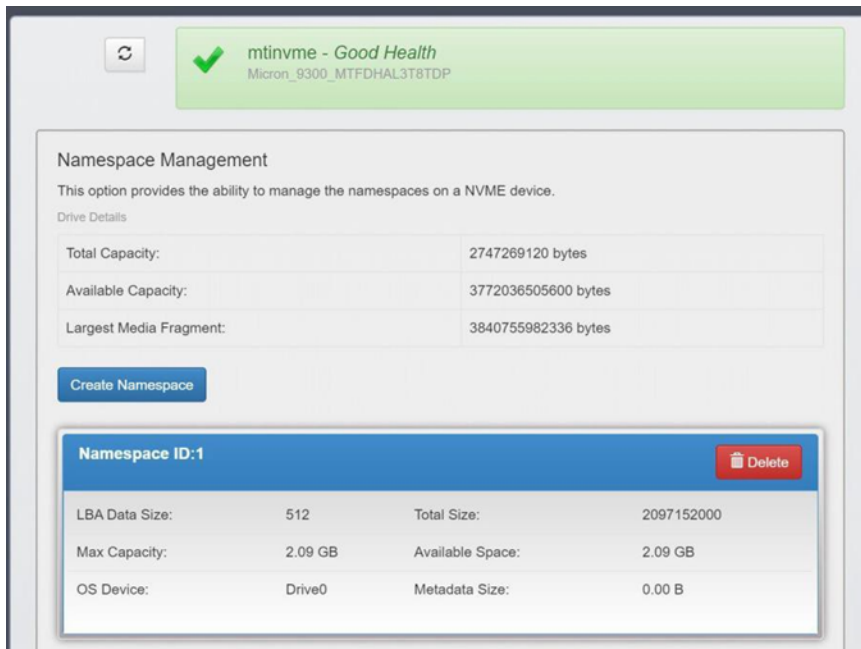 mtinvme - Good Health
Micron_9300_MTFDHAL3T8TDP
Namespace Management
This option provides the ability to manage the namespaces on a NVME device.
Drive Details
Total Capacity: 2747269120 bytes
Available Capacity: 3772036505600 bytes
Largest Media Fragment: 3840755982336 bytes
Create Namespace
Namespace ID:1 Delete
LBA Data Size: 512 Total Size: 2097152000
Max Capacity: 2.09 GB Available Space: 2.09 GB
OS Device: Drive0 Metadata Size: 0.00 B